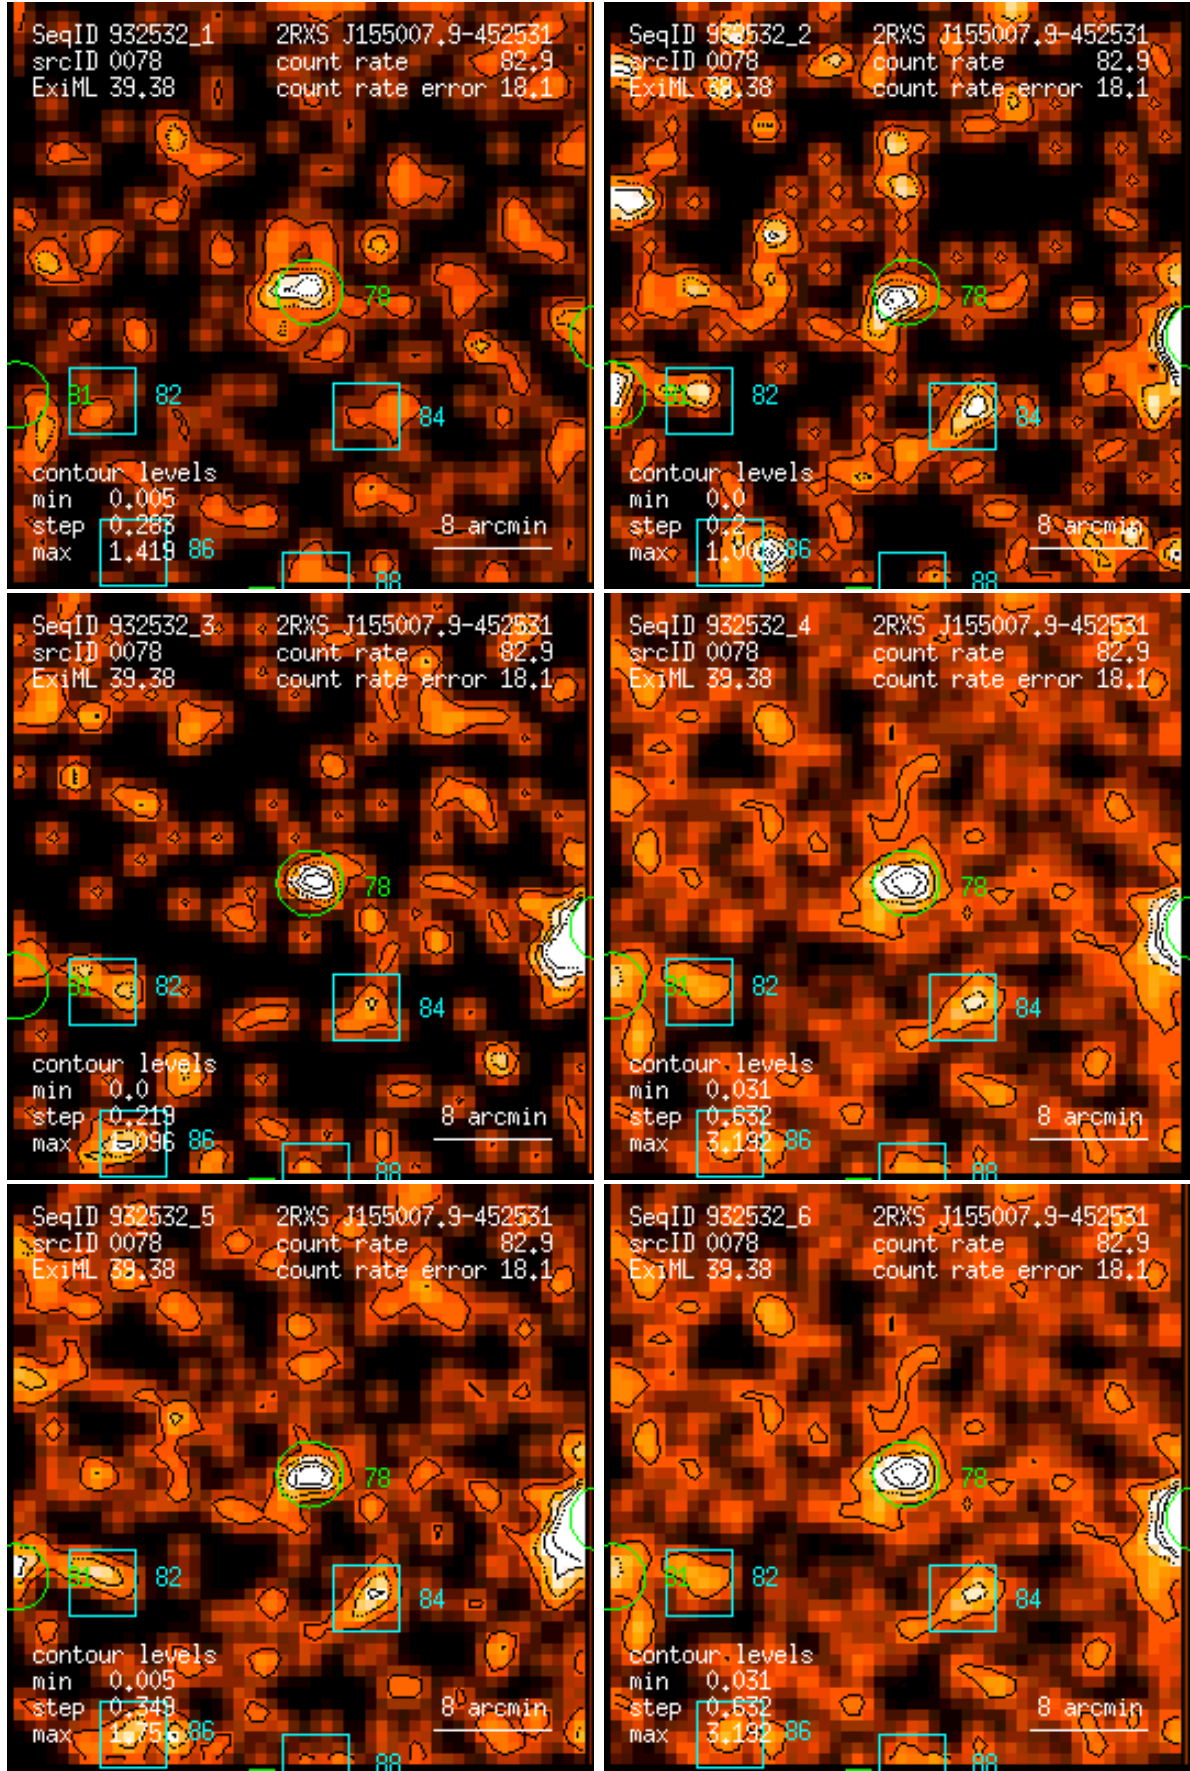 SeqID 932532_1 2RXS J155007.9-452531
srcID 0078 count rate 82.9
ExiML 39.38 count rate error 18.1
78
81 82
84
contour levels
min 0.005
step 0.283 8 arcmin
max 1.419 86
88
SeqID 932532_2 2RXS J155007.9-452531
srcID 0078 count rate 82.9
ExiML 39.38 count rate error 18.1
78
81 82
84
contour levels
min 0.0
step 0.2 8 arcmin
max 86
88
SeqID 932532_3 2RXS J155007.9-452531
srcID 0078 count rate 82.9
ExiML 39.38 count rate error 18.1
78
81 82
84
contour levels
min 0.0
step 0.219 8 arcmin
max 1.096 86
88
SeqID 932532_4 2RXS J155007.9-452531
srcID 0078 count rate 82.9
ExiML 39.38 count rate error 18.1
78
81 82
84
contour levels
min 0.031
step 0.632 8 arcmin
max 3.192 86
88
SeqID 932532_5 2RXS J155007.9-452531
srcID 0078 count rate 82.9
ExiML 39.38 count rate error 18.1
78
81 82
84
contour levels
min 0.005
step 0.349 8 arcmin
max 86
88
SeqID 932532_6 2RXS J155007.9-452531
srcID 0078 count rate 82.9
ExiML 39.38 count rate error 18.1
78
81 82
84
contour levels
min 0.031
step 0.632 8 arcmin
max 3.192 86
88